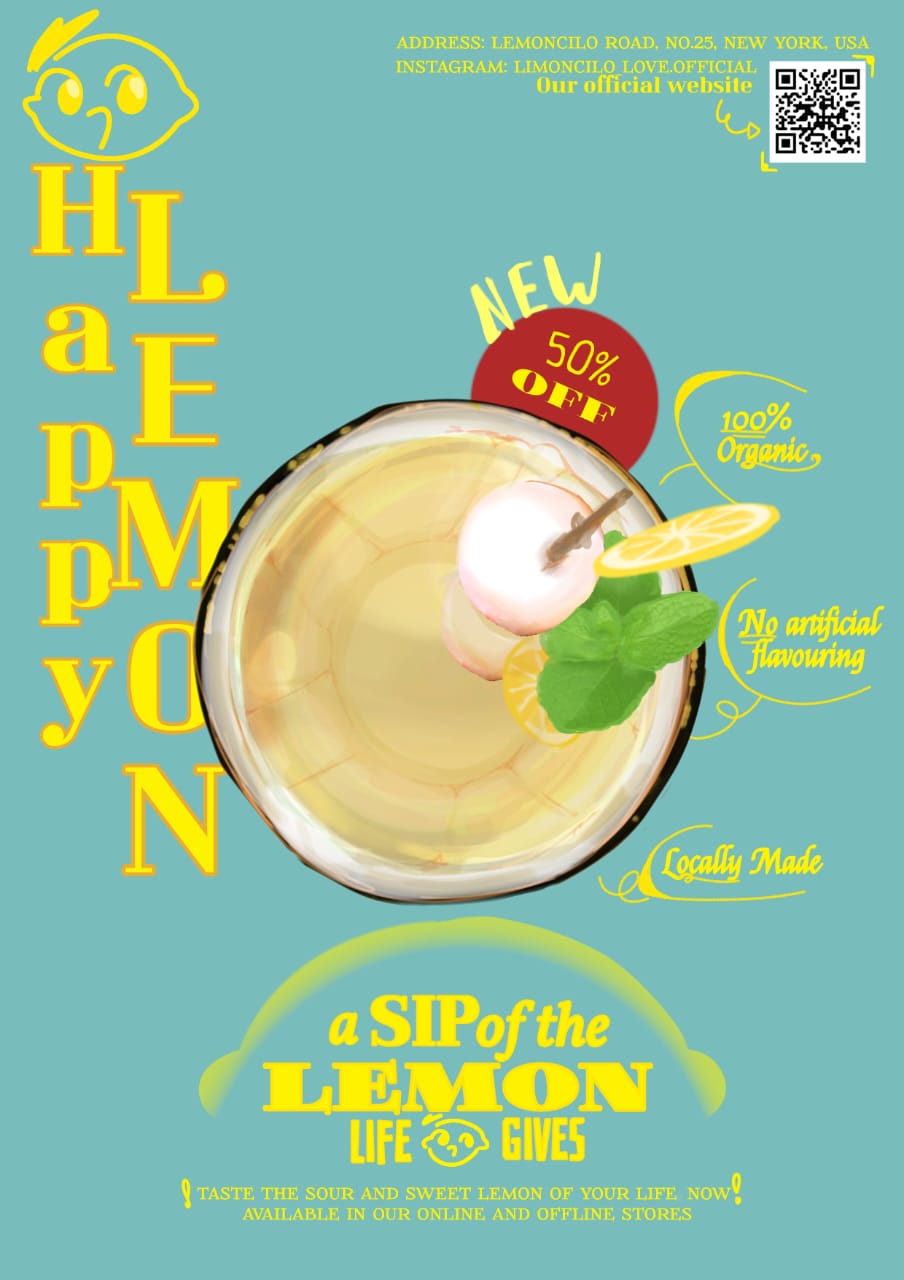 ADDRESS: LEMONCILO ROAD, NO.25, NEW YORK, USA
INSTAGRAM: LIMONCILO_LOVE.OFFICIAL
Our official website
Happy
LEMON
NEW
50%
OFF
100%
Organic
No artificial
flavouring
Locally Made
a SIP of the
LEMON
LIFE GIVES
! TASTE THE SOUR AND SWEET LEMON OF YOUR LIFE NOW!
AVAILABLE IN OUR ONLINE AND OFFLINE STORES